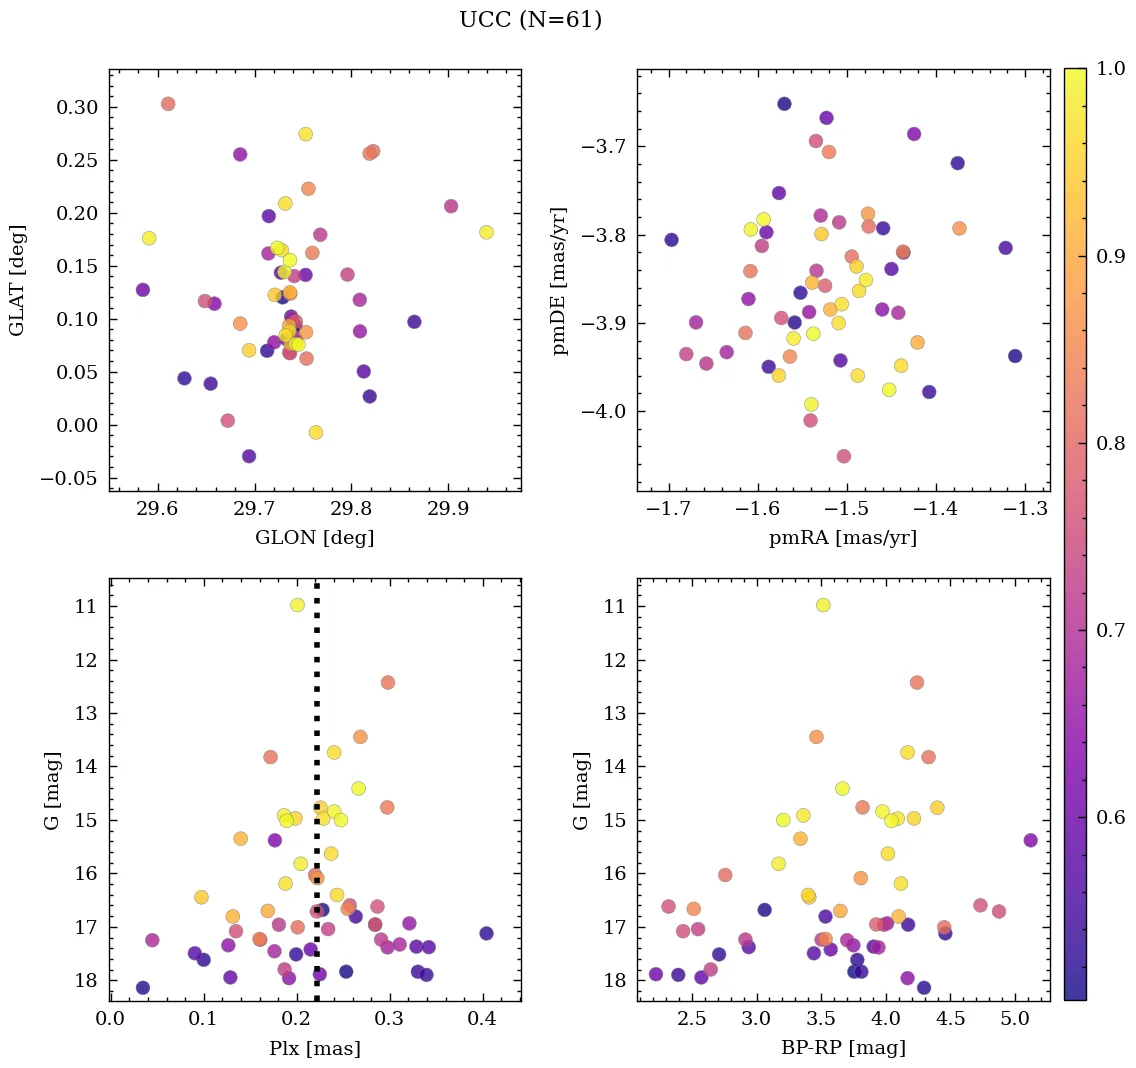 UCC (N=61)
0.30
0.25
0.20
0.15
0.10
0.05
0.00
−0.05
GLAT [deg]
29.6 29.7 29.8 29.9
GLON [deg]
−3.7
−3.8
−3.9
−4.0
pmDE [mas/yr]
−1.7 −1.6 −1.5 −1.4 −1.3
pmRA [mas/yr]
1.0
0.9
0.8
0.7
0.6
11
12
13
14
15
16
17
18
G [mag]
0.0 0.1 0.2 0.3 0.4
Plx [mas]
11
12
13
14
15
16
17
18
G [mag]
2.5 3.0 3.5 4.0 4.5 5.0
BP-RP [mag]